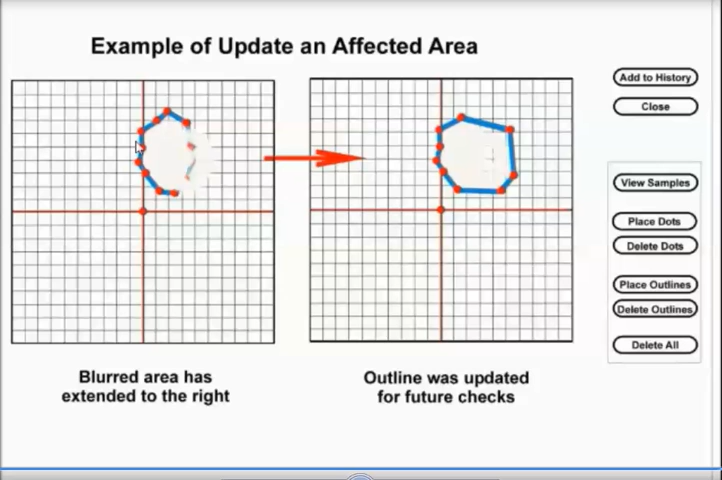 Example of Update an Affected Area
Add to History
Close
View Samples
Place Dots
Delete Dots
Place Outlines
Delete Outlines
Delete All
Blurred area has
extended to the right
Outline was updated
for future checks